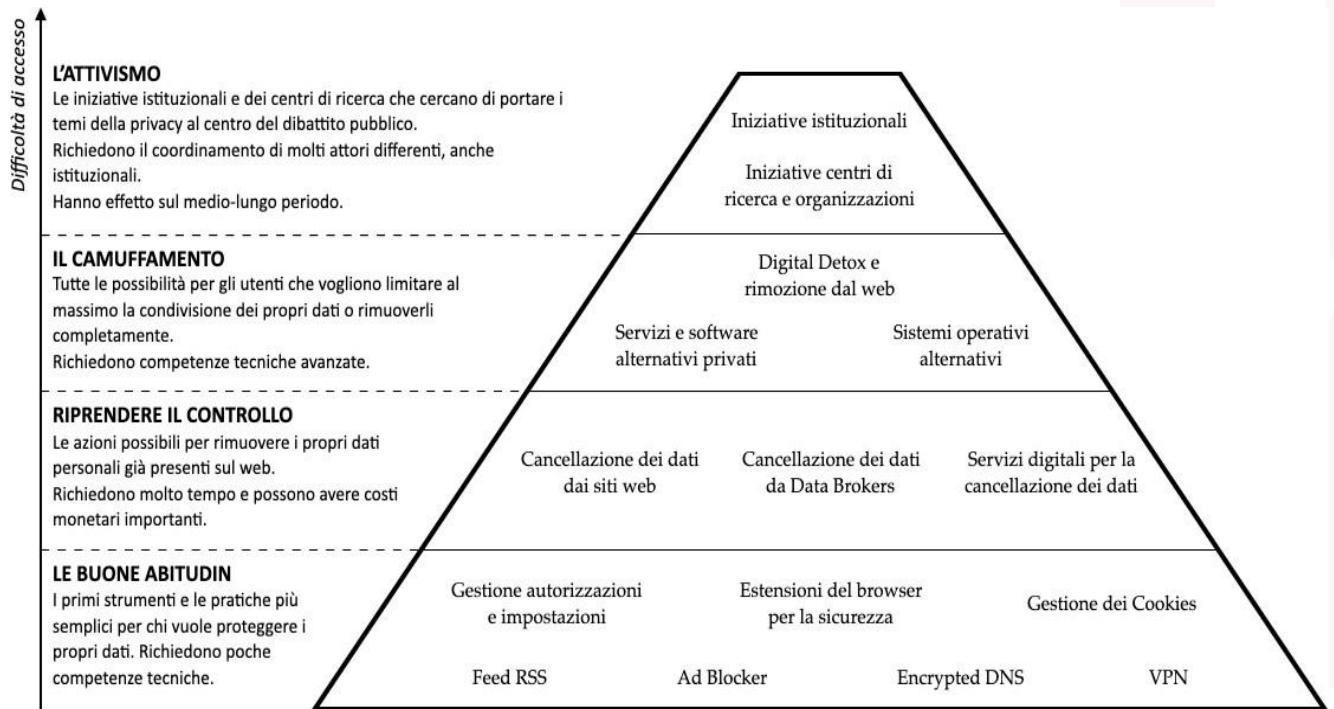 Difficoltà di accesso
L'ATTIVISMO
Le iniziative istituzionali e dei centri di ricerca che cercano di portare i
temi della privacy al centro del dibattito pubblico.
Richiedono il coordinamento di molti attori differenti, anche
istituzionali.
Hanno effetto sul medio-lungo periodo.
Iniziative istituzionali
Iniziative centri di
ricerca e organizzazioni
IL CAMUFFAMENTO
Tutte le possibilità per gli utenti che vogliono limitare al
massimo la condivisione dei propri dati o rimuoverli
completamente.
Richiedono competenze tecniche avanzate.
Digital Detox e
rimozione dal web
Servizi e software
alternativi privati
Sistemi operativi
alternativi
RIPRENDERE IL CONTROLLO
Le azioni possibili per rimuovere i propri dati
personali già presenti sul web.
Richiedono molto tempo e possono avere costi
monetari importanti.
Cancellazione dei dati
dai siti web
Cancellazione dei dati
da Data Brokers
Servizi digitali per la
cancellazione dei dati
LE BUONE ABITUDIN
I primi strumenti e le pratiche più
semplici per chi vuole proteggere i
propri dati. Richiedono poche
competenze tecniche.
Gestione autorizzazioni
e impostazioni
Estensioni del browser
per la sicurezza
Gestione dei Cookies
Feed RSS
Ad Blocker
Encrypted DNS
VPN